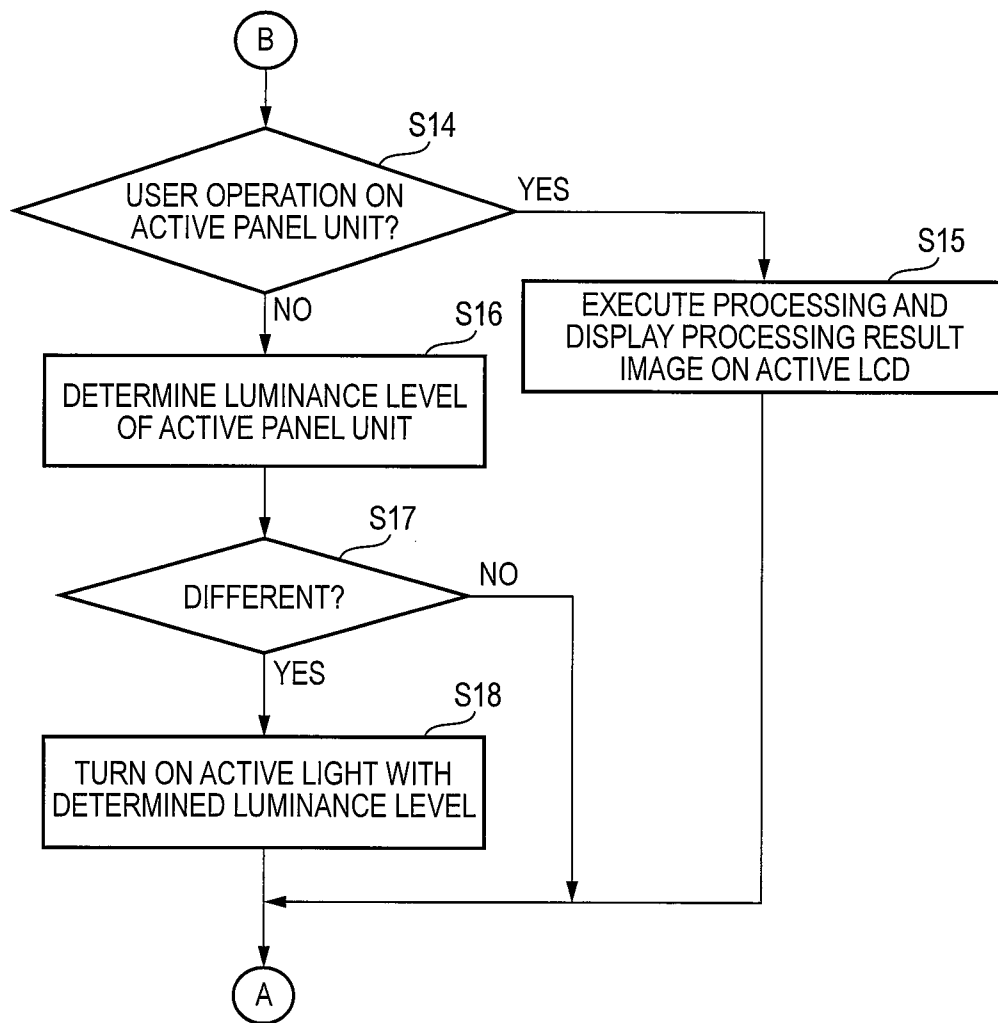 B
S14
USER OPERATION ON
ACTIVE PANEL UNIT?
YES
S15
EXECUTE PROCESSING AND
DISPLAY PROCESSING RESULT
IMAGE ON ACTIVE LCD
NO
S16
DETERMINE LUMINANCE LEVEL
OF ACTIVE PANEL UNIT
S17
DIFFERENT?
NO
YES
S18
TURN ON ACTIVE LIGHT WITH
DETERMINED LUMINANCE LEVEL
A